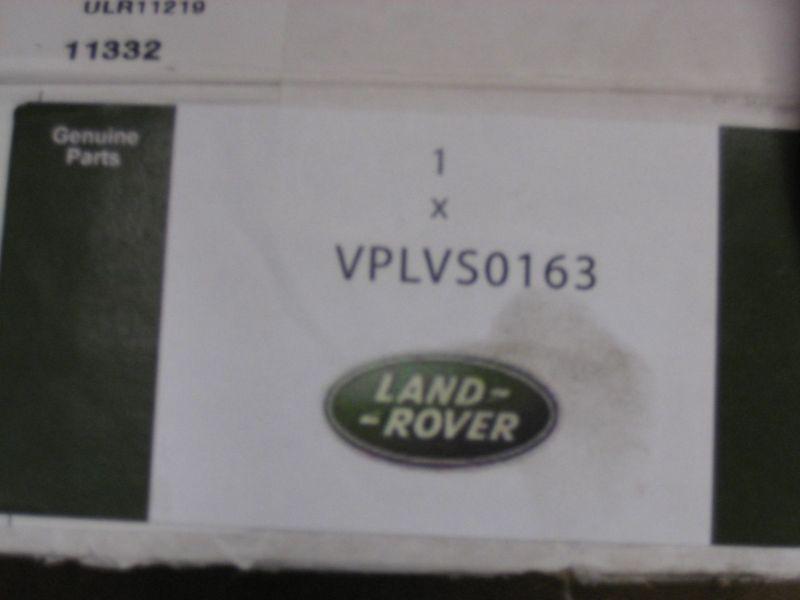 ULR11219
11332
Genuine
Parts
1
x
VPLVS0163
LAND-
-ROVER